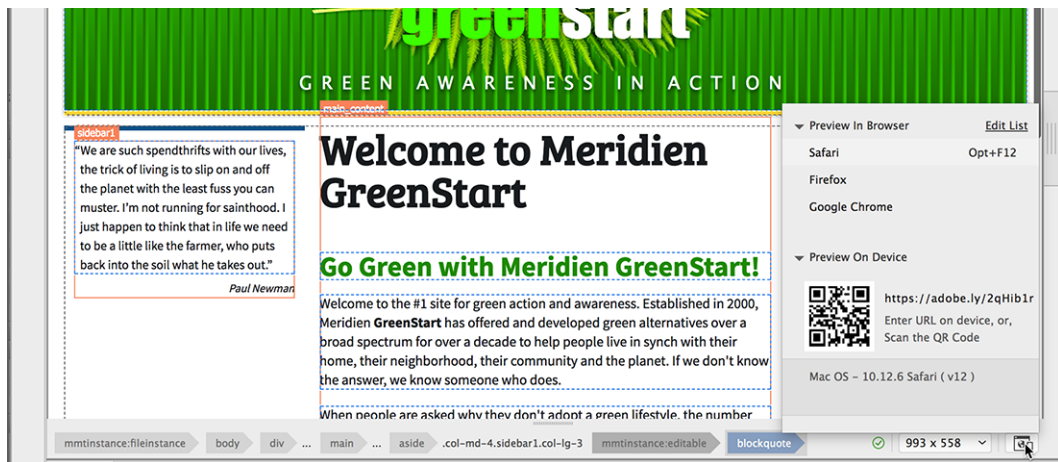 greenstart
GREEN AWARENESS IN ACTION
main_content
sidebar1
“We are such spendthrifts with our lives,
the trick of living is to slip on and off
the planet with the least fuss you can
muster. I’m not running for sainthood. I
just happen to think that in life we need
to be a little like the farmer, who puts
back into the soil what he takes out.”
Paul Newman
Welcome to Meridien
GreenStart
Go Green with Meridien GreenStart!
Welcome to the #1 site for green action and awareness. Established in 2000,
Meridien GreenStart has offered and developed green alternatives over a
broad spectrum for over a decade to help people live in synch with their
home, their neighborhood, their community and the planet. If we don't know
the answer, we know someone who does.
When people are asked why they don't adopt a green lifestyle, the number
Preview In Browser Edit List
Safari Opt+F12
Firefox
Google Chrome
Preview On Device
https://adobe.ly/2qHib1r
Enter URL on device, or,
Scan the QR Code
Mac OS – 10.12.6 Safari ( v12 )
mmtinstance:fileinstance body div ... main ... aside .col-md-4.sidebar1.col-lg-3 mmtinstance:editable blockquote 993 x 558